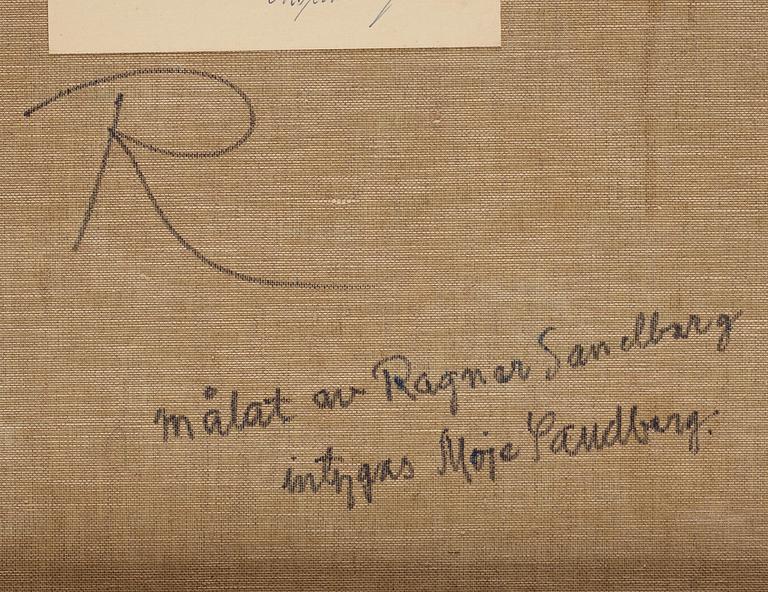 R
målat av Ragnar Sandberg
intygas Moje Sandberg.